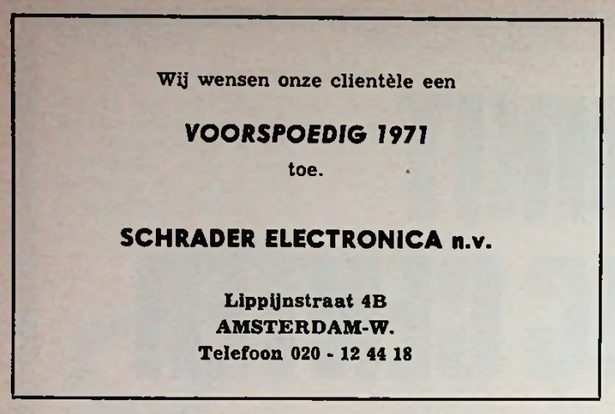 Wij wensen onze clientèle een
VOORSPOEDIG 1971
toe.
SCHRADER ELECTRONICA n.v.
Lippijnstraat 4B
AMSTERDAM-W.
Telefoon 020 - 12 44 18